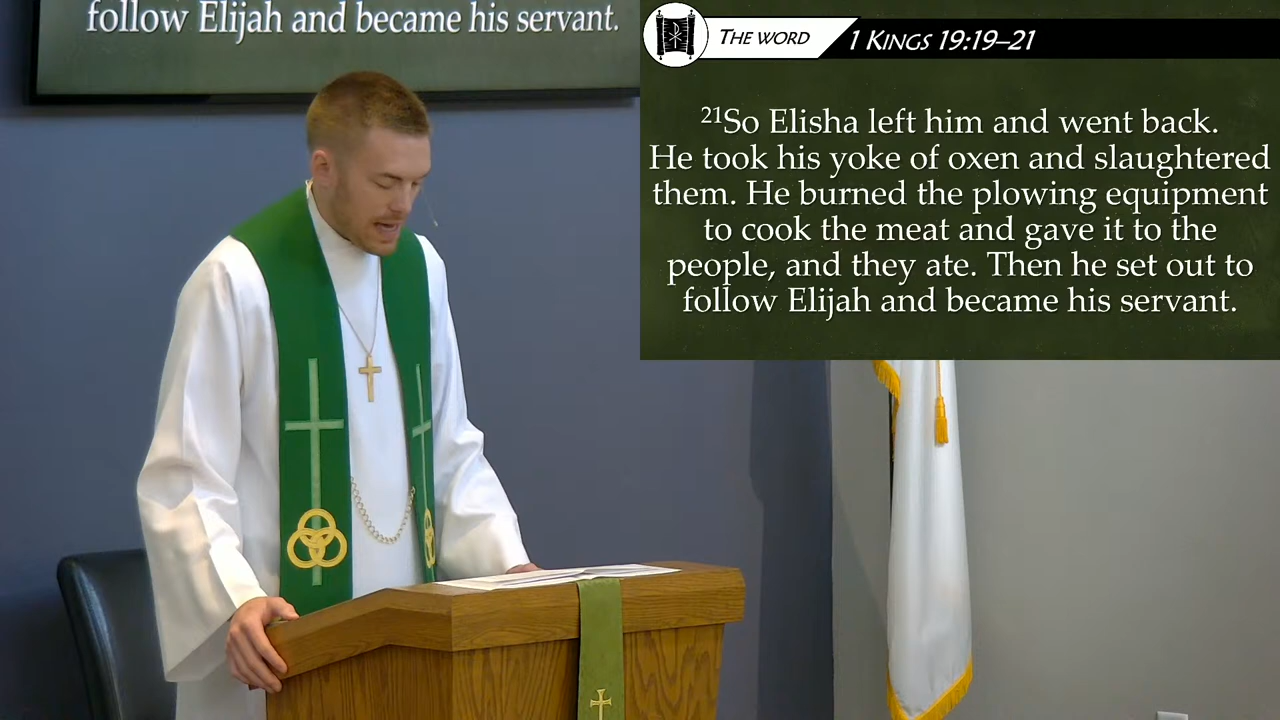 follow Elijah and became his servant.
THE WORD
1 KINGS 19:19–21
21So Elisha left him and went back.
He took his yoke of oxen and slaughtered
them. He burned the plowing equipment
to cook the meat and gave it to the
people, and they ate. Then he set out to
follow Elijah and became his servant.